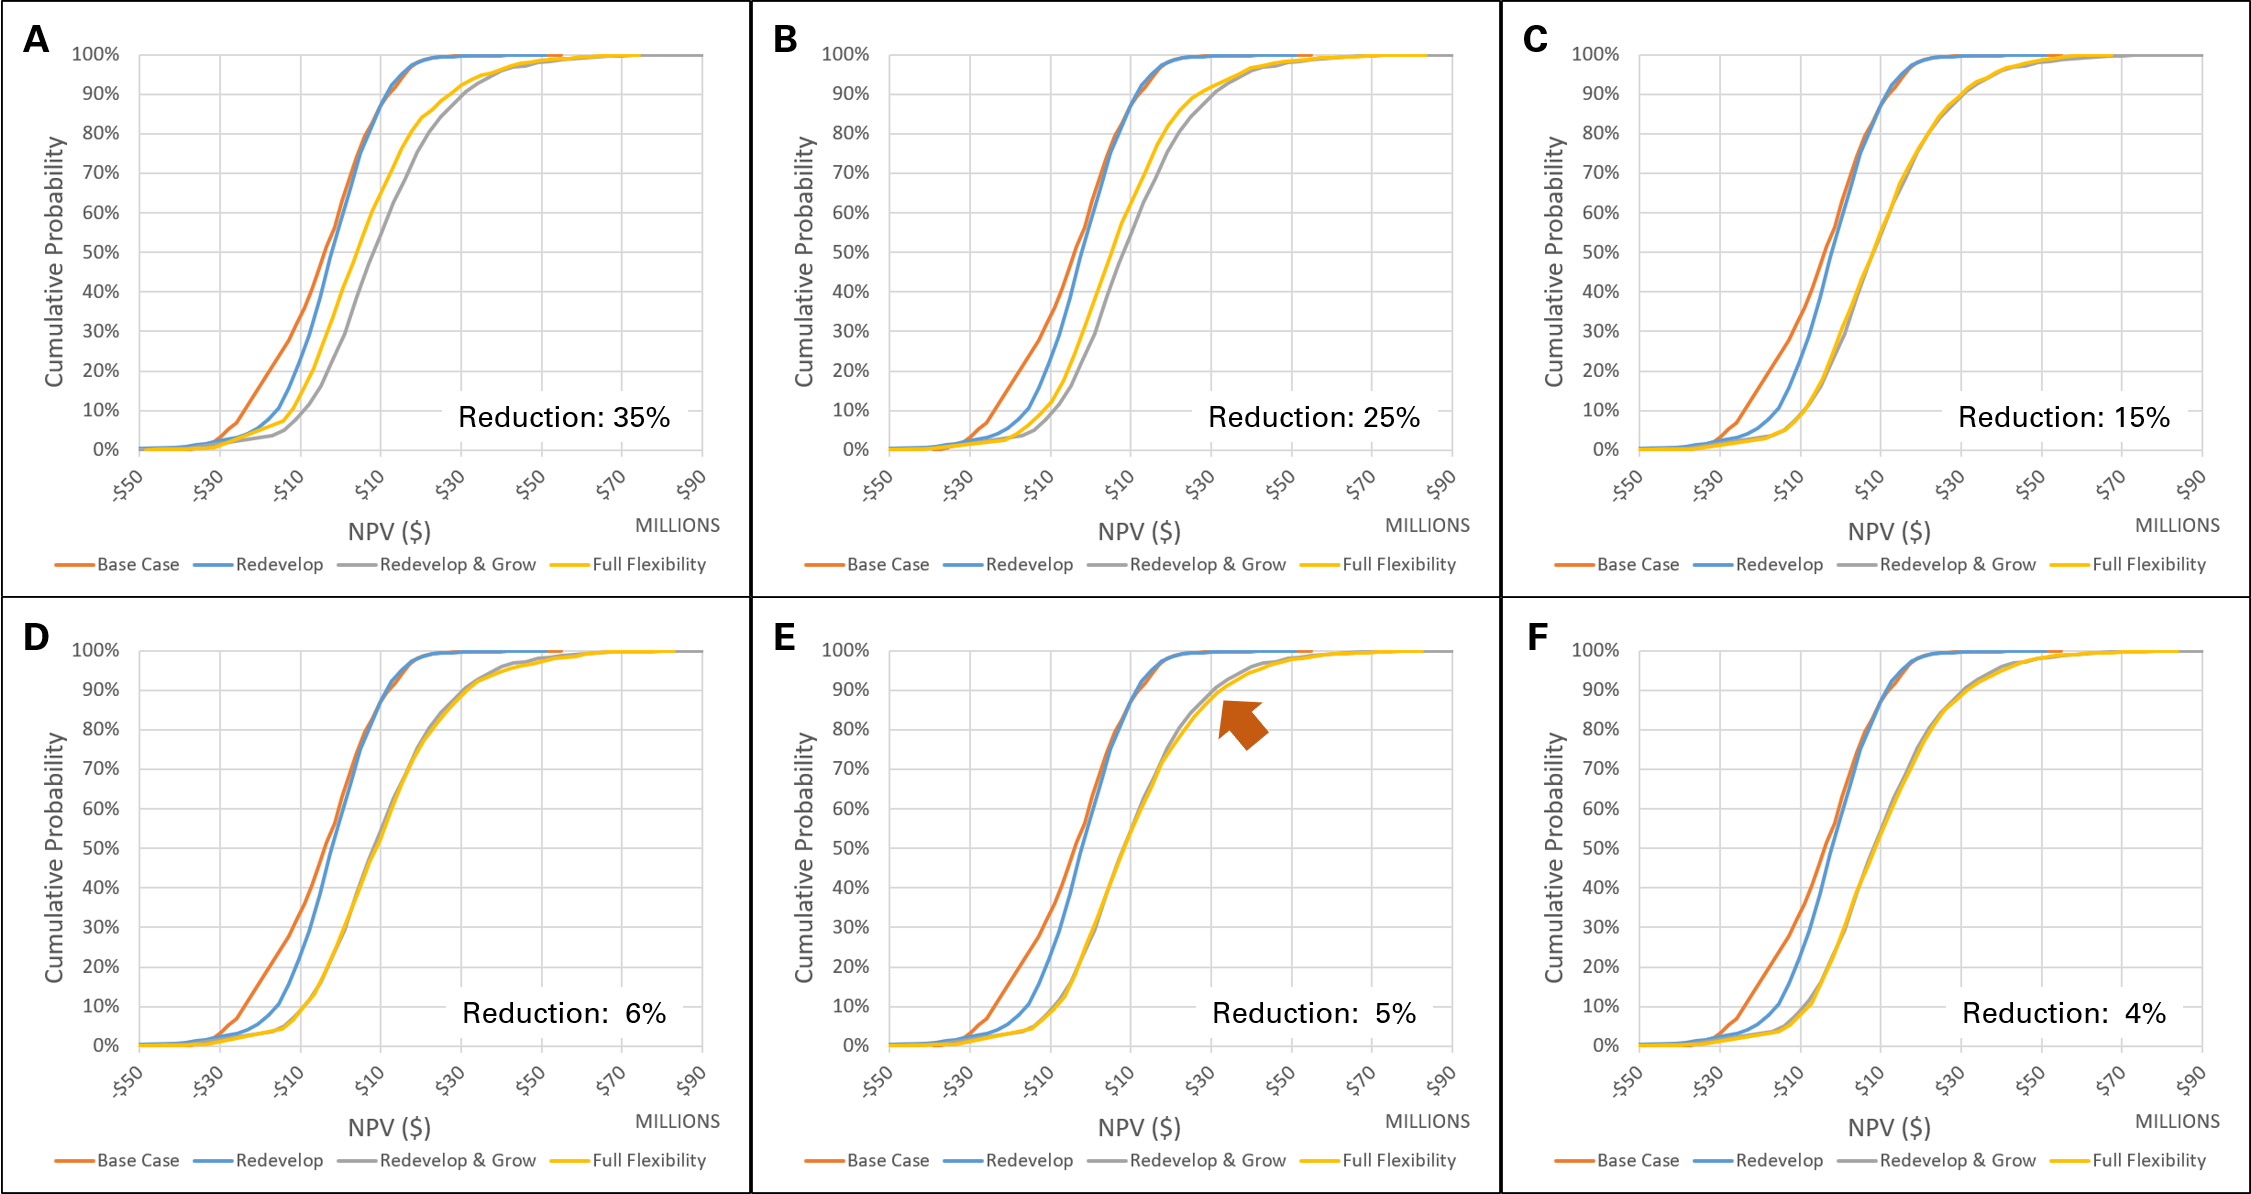 A
100%
90%
80%
70%
60%
50%
40%
30%
20%
10%
0%
Cumulative Probability
Reduction: 35%
-$50 -$30 -$10 $10 $30 $50 $70 $90
NPV ($)
MILLIONS
Base Case Redevelop Redevelop & Grow Full Flexibility
B
100%
90%
80%
70%
60%
50%
40%
30%
20%
10%
0%
Cumulative Probability
Reduction: 25%
-$50 -$30 -$10 $10 $30 $50 $70 $90
NPV ($)
MILLIONS
Base Case Redevelop Redevelop & Grow Full Flexibility
C
100%
90%
80%
70%
60%
50%
40%
30%
20%
10%
0%
Cumulative Probability
Reduction: 15%
-$50 -$30 -$10 $10 $30 $50 $70 $90
NPV ($)
MILLIONS
Base Case Redevelop Redevelop & Grow Full Flexibility
D
100%
90%
80%
70%
60%
50%
40%
30%
20%
10%
0%
Cumulative Probability
Reduction: 6%
-$50 -$30 -$10 $10 $30 $50 $70 $90
NPV ($)
MILLIONS
Base Case Redevelop Redevelop & Grow Full Flexibility
E
100%
90%
80%
70%
60%
50%
40%
30%
20%
10%
0%
Cumulative Probability
Reduction: 5%
-$50 -$30 -$10 $10 $30 $50 $70 $90
NPV ($)
MILLIONS
Base Case Redevelop Redevelop & Grow Full Flexibility
F
100%
90%
80%
70%
60%
50%
40%
30%
20%
10%
0%
Cumulative Probability
Reduction: 4%
-$50 -$30 -$10 $10 $30 $50 $70 $90
NPV ($)
MILLIONS
Base Case Redevelop Redevelop & Grow Full Flexibility